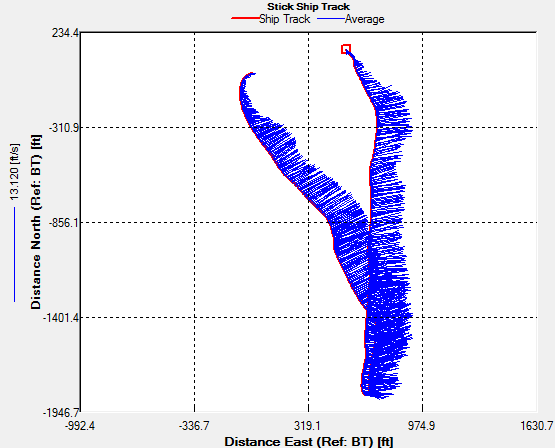 Stick Ship Track
Ship Track Average
234.4
-310.9
-856.1
-1401.4
-1946.7
-992.4 -336.7 319.1 974.9 1630.7
Distance East (Ref: BT) [ft]
Distance North (Ref: BT) [ft]
13.120 [ft/s]